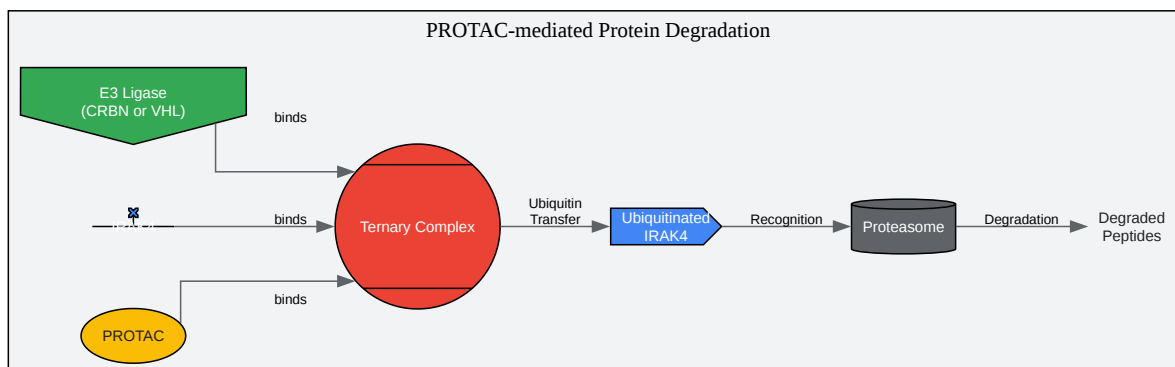 PROTAC-mediated Protein Degradation
E3 Ligase
(CRBN or VHL)
binds
IRAK4
binds
Ternary Complex
Ubiquitin
Transfer
Ubiquitinated
IRAK4
Recognition
Proteasome
Degradation
Degraded
Peptides
binds
PROTAC